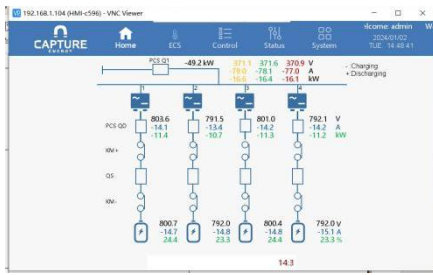 192.168.1.104 (HMI-c596) - VNC Viewer
CAPTURE
ENERGY
Home
ECS
Control
Status
System
lcome: admin W
2024/01/02
TUE 14:48:41
PCS Q1 -49.2 kW 371.1 371.6 370.9 V
-79.0 -78.1 -77.0 A
-16.6 -16.4 -16.1 kW
- Charging
+ Discharging
1 2 3 4
PCS QD
803.6 791.5 801.0 792.1 V
-14.1 -13.4 -14.2 -14.2 A
-11.4 -10.7 -11.3 -11.2 kW
KM+
QS
KM-
800.7 792.0 800.4 792.0 V
-14.7 -14.8 -14.8 -15.1 A
24.4 23.3 24.4 23.3 %
14.3